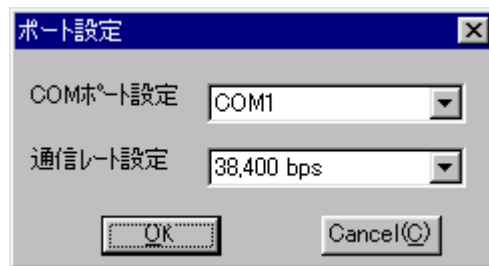 ポート設定
COMﾎﾟｰﾄ設定
COM1
通信ﾚｰﾄ設定
38,400 bps
OK
Cancel(C)